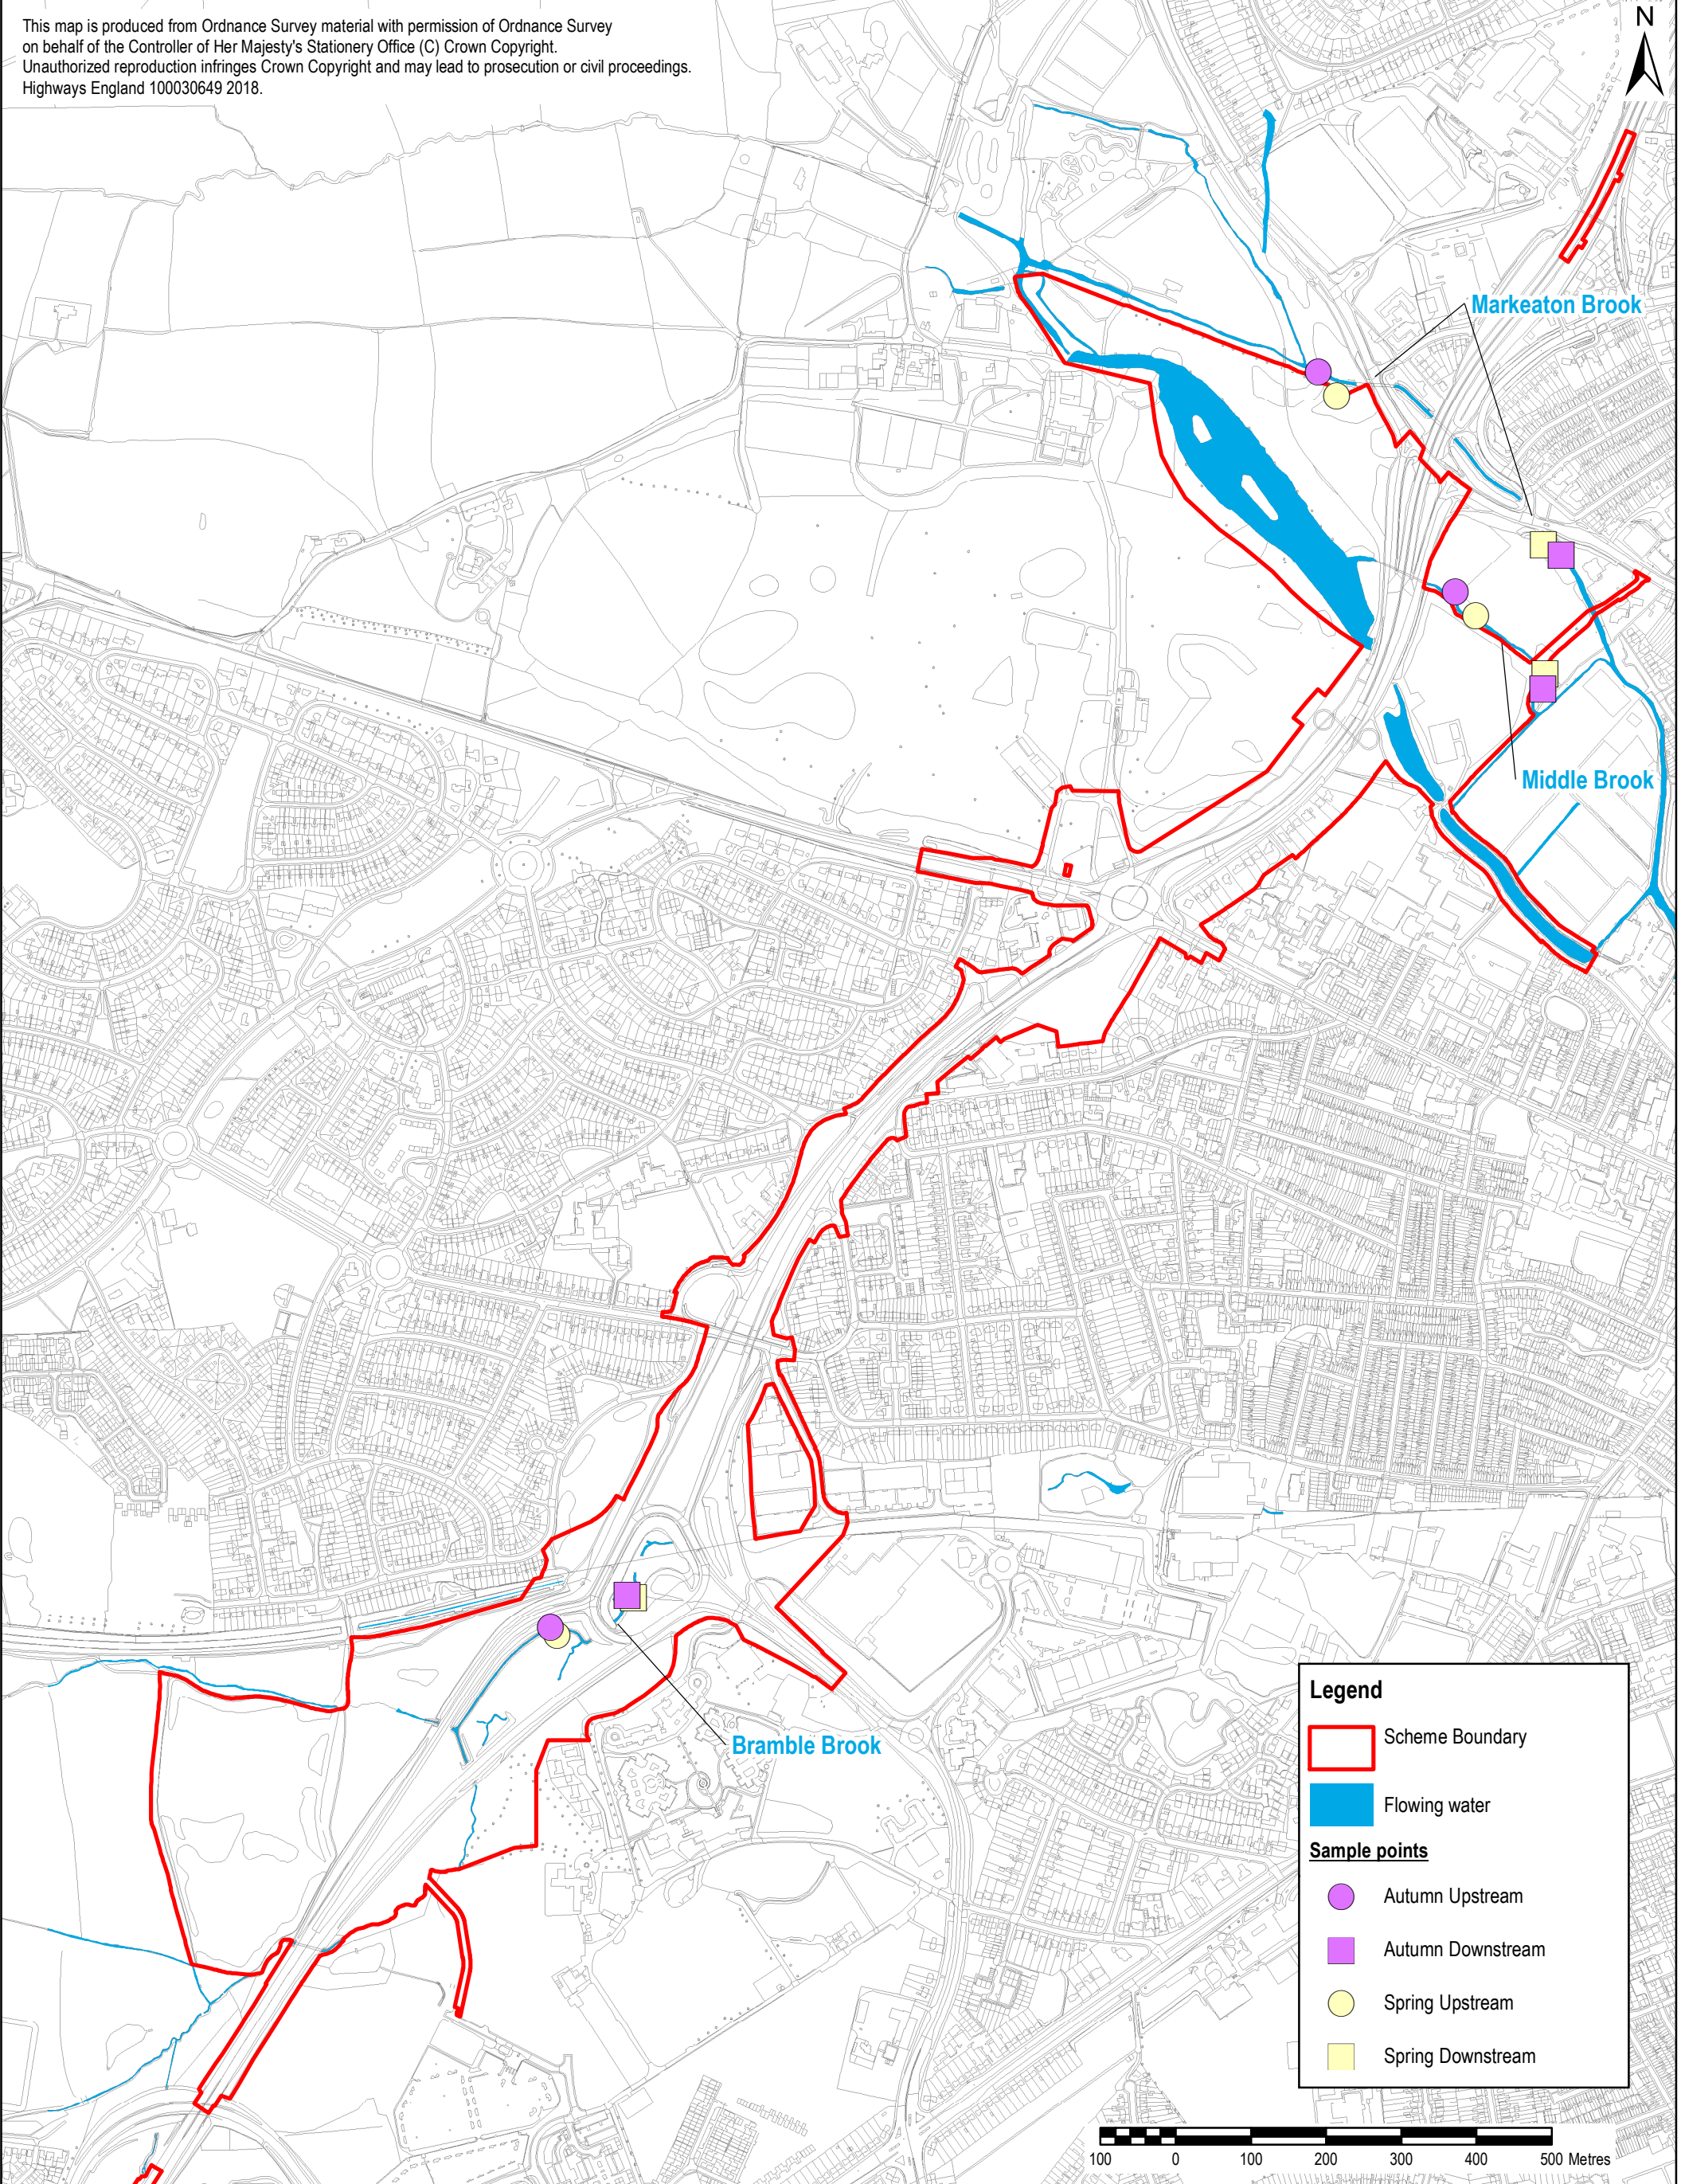 This map is produced from Ordnance Survey material with permission of Ordnance Survey
on behalf of the Controller of Her Majesty's Stationery Office (C) Crown Copyright.
Unauthorized reproduction infringes Crown Copyright and may lead to prosecution or civil proceedings.
Highways England 100030649 2018.
N
Markeaton Brook
Middle Brook
Bramble Brook
Legend
Scheme Boundary
Flowing water
Sample points
Autumn Upstream
Autumn Downstream
Spring Upstream
Spring Downstream
100 0 100 200 300 400 500 Metres